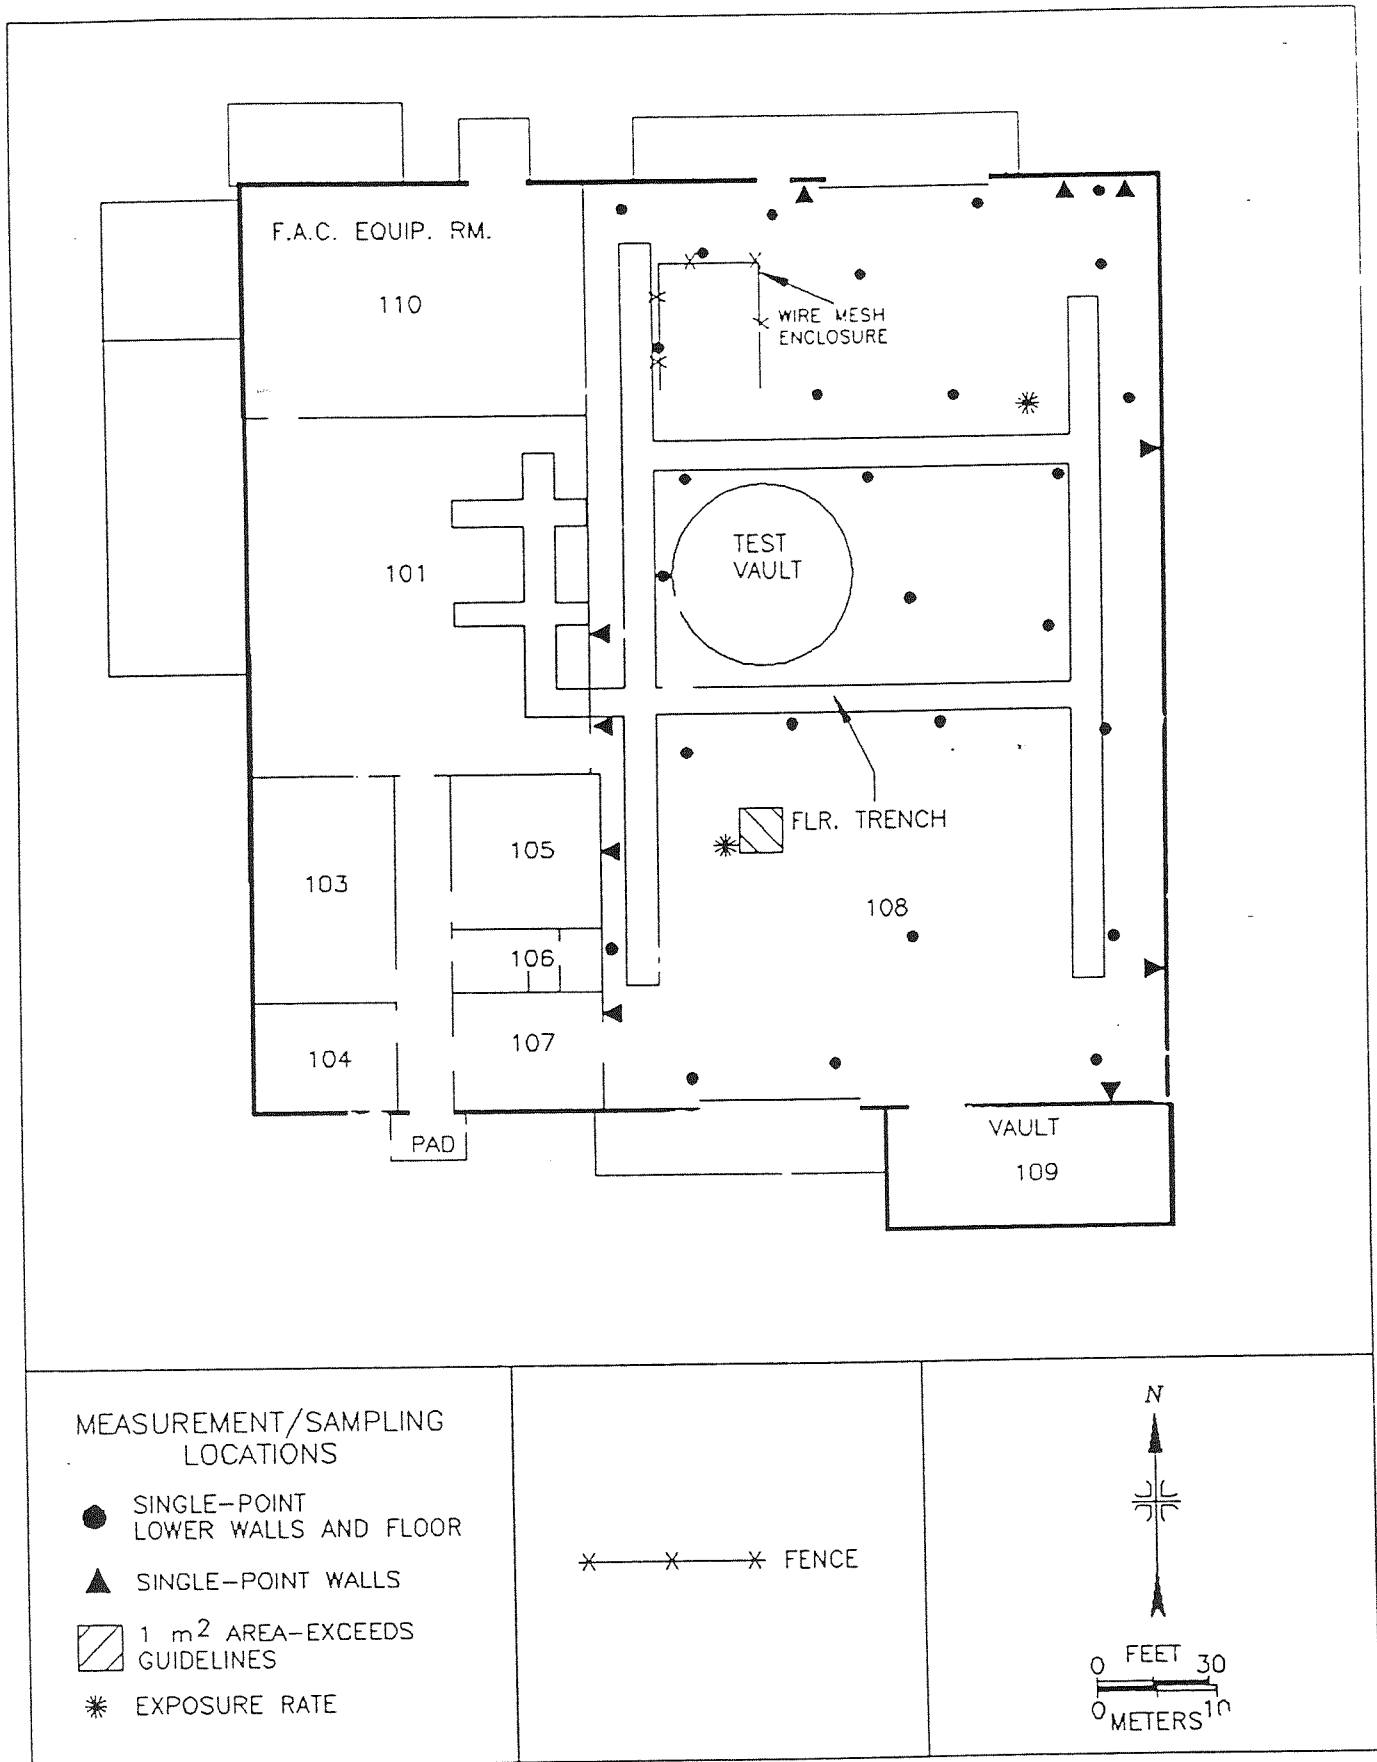 F.A.C. EQUIP. RM.
110
WIRE MESH
ENCLOSURE
101
TEST
VAULT
FLR. TRENCH
105
103
108
106
107
104
PAD
VAULT
109
MEASUREMENT/SAMPLING
LOCATIONS
SINGLE-POINT
LOWER WALLS AND FLOOR
SINGLE-POINT WALLS
1 m² AREA-EXCEEDS
GUIDELINES
EXPOSURE RATE
FENCE
N
FEET
0 30
0 10
METERS